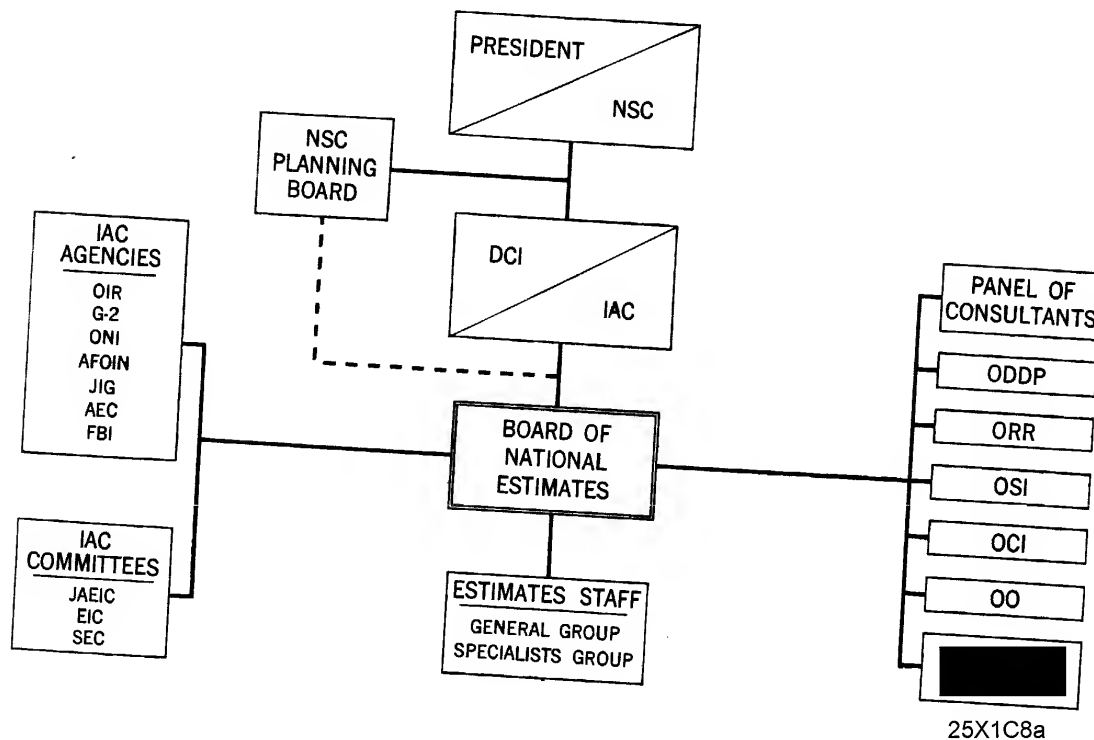 PRESIDENT
NSC
NSC
PLANNING
BOARD
DCI
IAC
IAC
AGENCIES
OIR
G-2
ONI
AFOIN
JIG
AEC
FBI
IAC
COMMITTEES
JAEIC
EIC
SEC
BOARD OF
NATIONAL
ESTIMATES
ESTIMATES STAFF
GENERAL GROUP
SPECIALISTS GROUP
PANEL OF
CONSULTANTS
ODDP
ORR
OSI
OCI
OO
25X1C8a